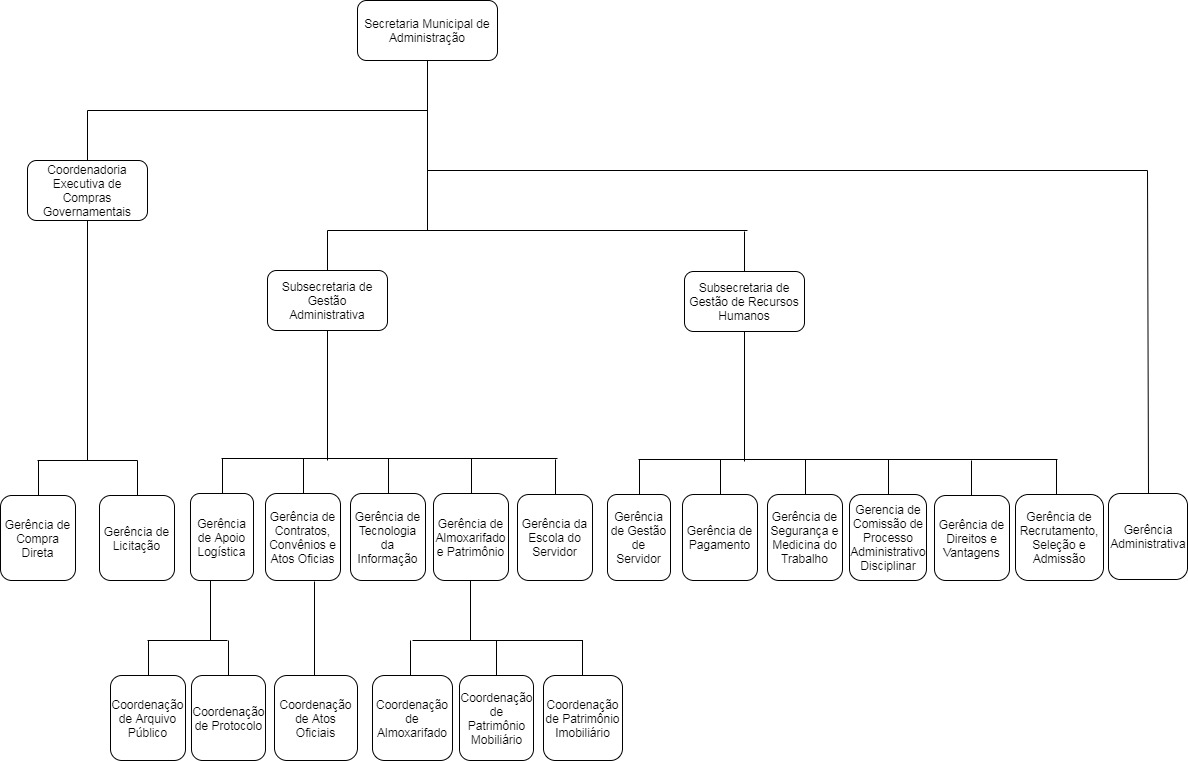 Secretaria Municipal de
Administração
Coordenadoria
Executiva de
Compras
Governamentais
Subsecretaria de
Gestão
Administrativa
Subsecretaria de
Gestão de Recursos
Humanos
Gerência de
Compra
Direta
Gerência de
Licitação
Gerência
de Apoio
Logística
Gerência de
Contratos,
Convênios e
Atos Oficias
Gerência de
Tecnologia
da
Informação
Gerência de
Almoxarifado
e Patrimônio
Gerência da
Escola do
Servidor
Gerência
de Gestão
de
Servidor
Gerência de
Pagamento
Gerência de
Segurança e
Medicina do
Trabalho
Gerencia de
Comissão de
Processo
Administrativo
Disciplinar
Gerência de
Direitos e
Vantagens
Gerência de
Recrutamento,
Seleção e
Admissão
Gerência
Administrativa
Coordenação
de Arquivo
Público
Coordenação
de Protocolo
Coordenação
de Atos
Oficiais
Coordenação
de
Almoxarifado
Coordenação
de
Patrimônio
Mobiliário
Coordenação
de Patrimônio
Imobiliário